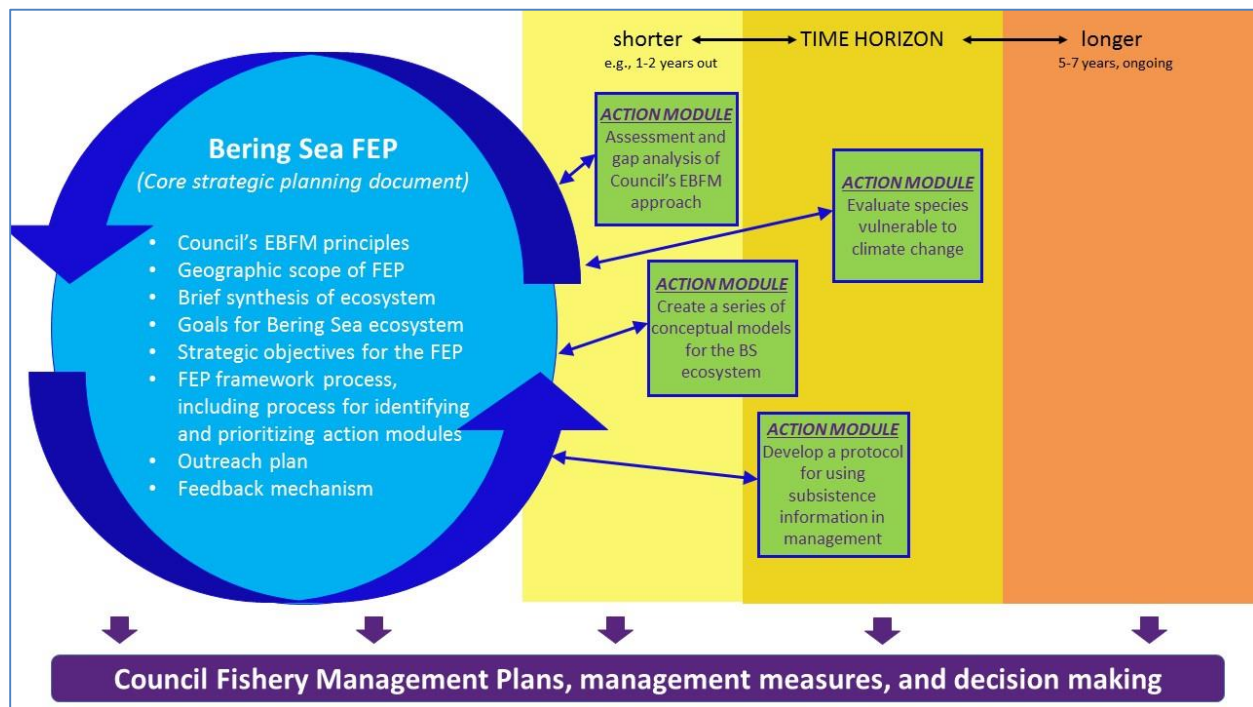 shorter
TIME HORIZON
longer
e.g., 1-2 years out
5-7 years, ongoing
Bering Sea FEP
(Core strategic planning document)
• Council's EBFM principles
• Geographic scope of FEP
• Brief synthesis of ecosystem
• Goals for Bering Sea ecosystem
• Strategic objectives for the FEP
• FEP framework process,
including process for identifying
and prioritizing action modules
• Outreach plan
• Feedback mechanism
ACTION MODULE
Assessment and
gap analysis of
Council's EBFM
approach
ACTION MODULE
Evaluate species
vulnerable to
climate change
ACTION MODULE
Create a series of
conceptual models
for the BS
ecosystem
ACTION MODULE
Develop a protocol
for using
subsistence
information in
management
Council Fishery Management Plans, management measures, and decision making